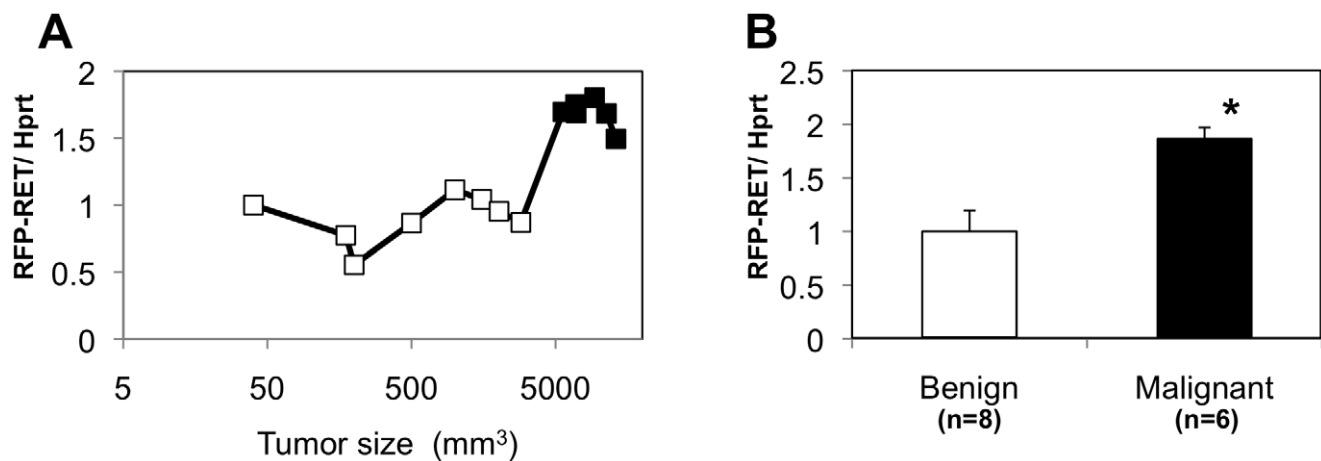 A
RFP-RET/ Hprt
2
1.5
1
0.5
0
5
50
500
5000
Tumor size (mm³)
B
RFP-RET/ Hprt
2.5
2
1.5
1
0.5
0
*
Benign
(n=8)
Malignant
(n=6)